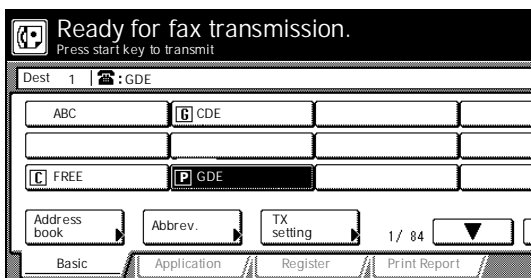 Ready for fax transmission.
Press start key to transmit
Dest 1 ☎: GDE
ABC G CDE
C FREE P GDE
Address book
Abbrev.
TX setting
1/ 84
Basic Application Register Print Report